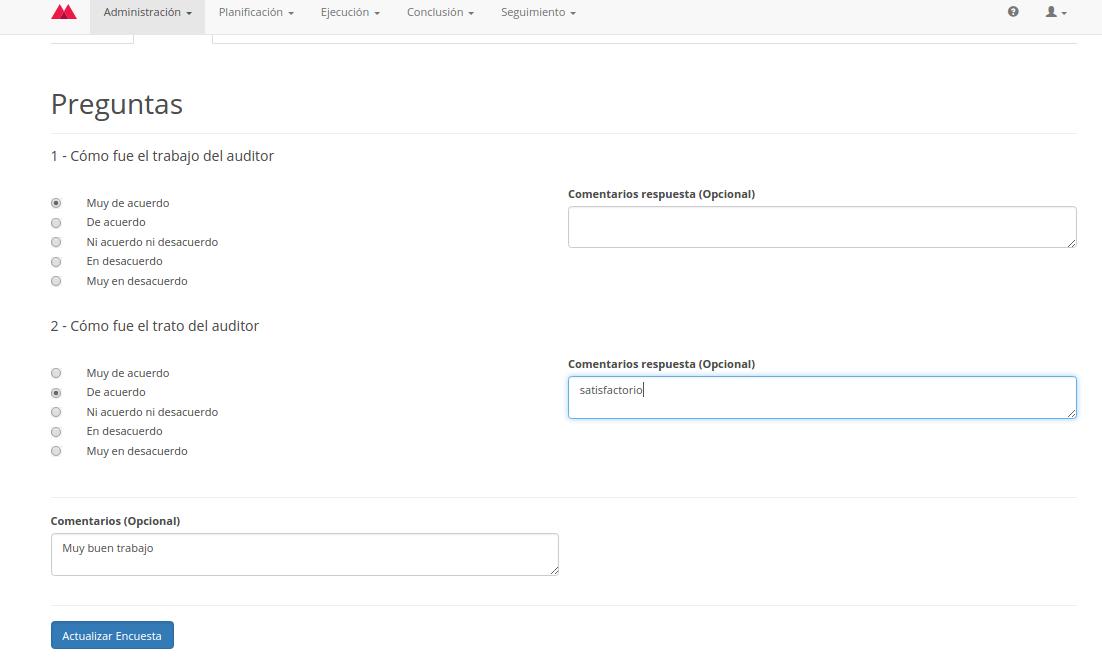 Administración Planificación Ejecución Conclusión Seguimiento
Preguntas
1 - Cómo fue el trabajo del auditor
Comentarios respuesta (Opcional)
Muy de acuerdo
De acuerdo
Ni acuerdo ni desacuerdo
En desacuerdo
Muy en desacuerdo
2 - Cómo fue el trato del auditor
Comentarios respuesta (Opcional)
satisfactorio
Muy de acuerdo
De acuerdo
Ni acuerdo ni desacuerdo
En desacuerdo
Muy en desacuerdo
Comentarios (Opcional)
Muy buen trabajo
Actualizar Encuesta